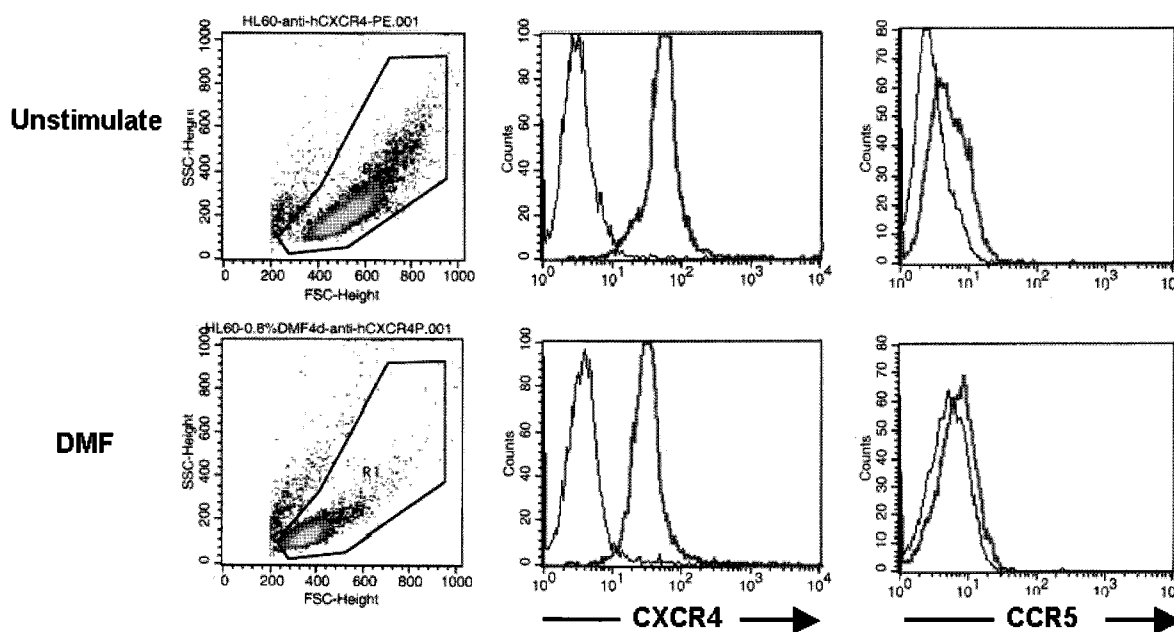 HL60-anti-hCXCR4-PE.001
Unstimulate
SSC-Height
0 200 400 600 800 1000
0 200 400 600 800 1000
FSC-Height
Counts
0 20 40 60 80 100
10^0 10^1 10^2 10^3 10^4
Counts
0 10 20 30 40 50 60 70 80
10^0 10^1 10^2 10^3 10^4
HL60-0.8%DMF4d-anti-hCXCR4P.001
DMF
SSC-Height
0 200 400 600 800 1000
R1
0 200 400 600 800 1000
FSC-Height
Counts
0 20 40 60 80 100
10^0 10^1 10^2 10^3 10^4
Counts
0 10 20 30 40 50 60 70 80
10^0 10^1 10^2 10^3 10^4
CXCR4
CCR5